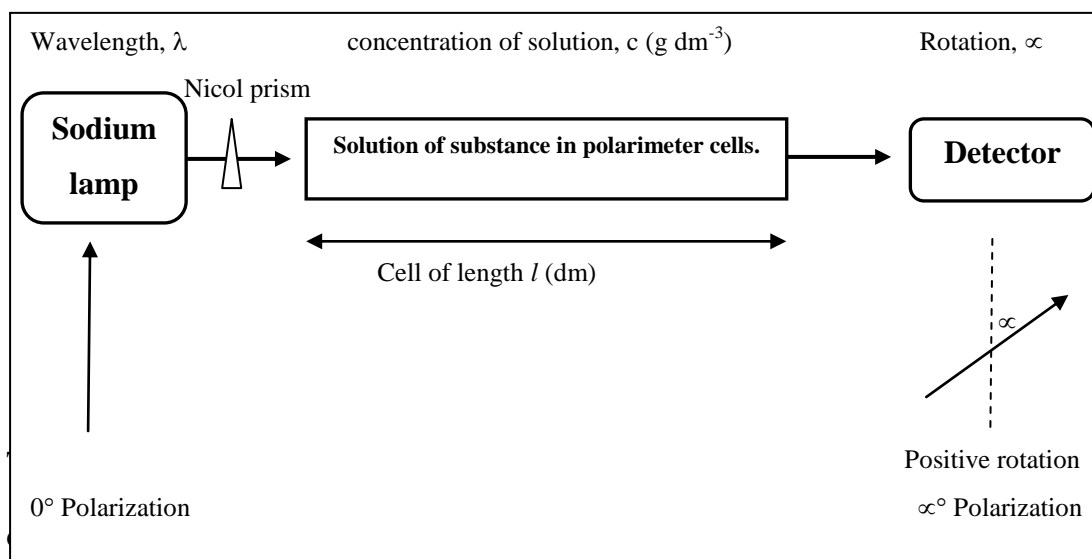 Wavelength, λ concentration of solution, c (g dm⁻³) Rotation, ∝
Nicol prism
Sodium
lamp
Solution of substance in polarimeter cells.
Detector
Cell of length l (dm)
∝
Positive rotation
0° Polarization ∝° Polarization